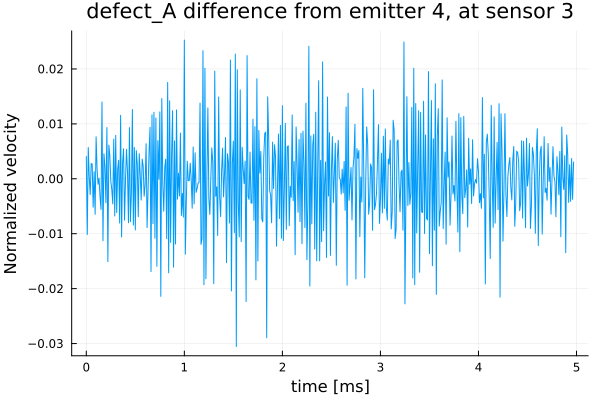 defect_A difference from emitter 4, at sensor 3
Normalized velocity
0.02
0.01
0.00
−0.01
−0.02
−0.03
0 1 2 3 4 5
time [ms]